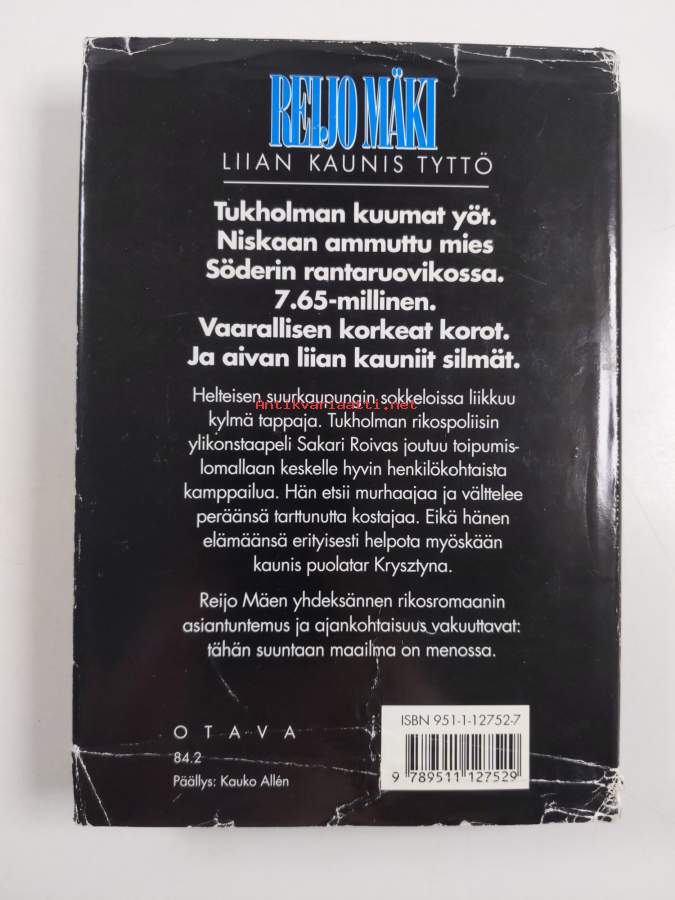 REIJO MÄKI
LIIAN KAUNIS TYTTÖ
Tukholman kuumat yöt.
Niskaan ammuttu mies
Söderin rantaruovikossa.
7.65-millinen.
Vaarallisen korkeat korot.
Ja aivan liian kauniit silmät.
Helteisen suurkaupungin sokkeloissa liikkuu
Antikvariaatti.net
kylmä tappaja. Tukholman rikospoliisin
ylikonstaapeli Sakari Roivas joutuu toipumis-
lomallaan keskelle hyvin henkilökohtaista
kamppailua. Hän etsii murhaajaa ja välttelee
peräänsä tarttunutta kostajaa. Eikä hänen
elämäänsä erityisesti helpota myöskään
kaunis puolatar Krysztyna.
Reijo Mäen yhdeksännen rikosromaanin
asiantuntemus ja ajankohtaisuus vakuuttavat:
tähän suuntaan maailma on menossa.
OTAVA
84.2
Päällys: Kauko Allén
ISBN 951-1-12752-7
9 789511 127529